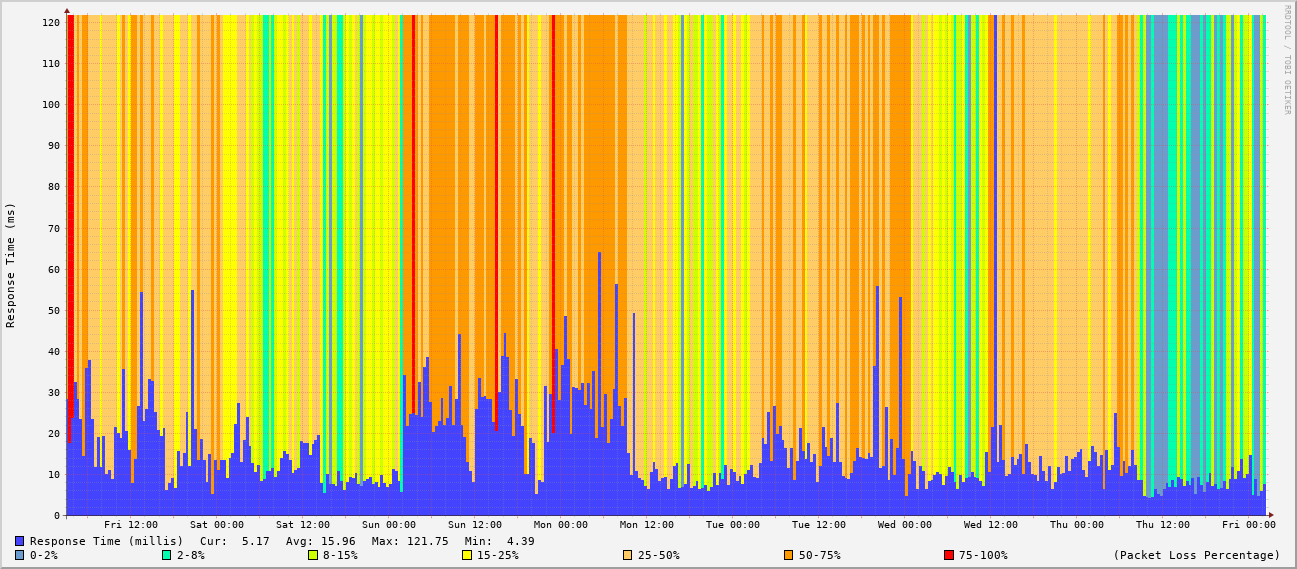 RRDTOOL / TOBI OETIKER
Response Time (ms)
120
110
100
90
80
70
60
50
40
30
20
10
0
Fri 12:00 Sat 00:00 Sat 12:00 Sun 00:00 Sun 12:00 Mon 00:00 Mon 12:00 Tue 00:00 Tue 12:00 Wed 00:00 Wed 12:00 Thu 00:00 Thu 12:00 Fri 00:00
Response Time (millis) Cur: 5.17 Avg: 15.96 Max: 121.75 Min: 4.39
0-2% 2-8% 8-15% 15-25% 25-50% 50-75% 75-100% (Packet Loss Percentage)